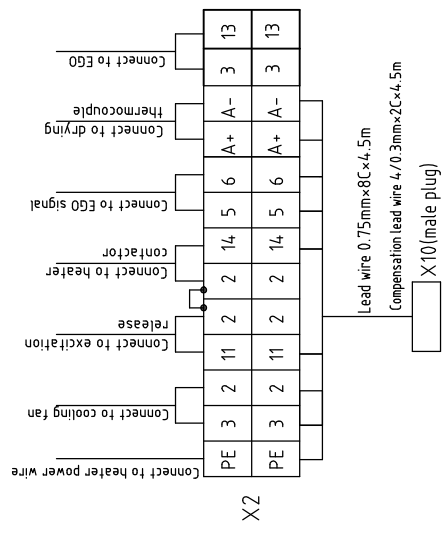 Connect to EGO
13 13
3 3
Connect to drying
thermocouple
A- A-
A+ A+
Connect to EGO signal
6 6
5 5
Connect to heater
contactor
14 14
2 2
Connect to excitation
release
2 2
11 11
Connect to cooling fan
2 2
3 3
Connect to heater power wire
PE PE
X2
Lead wire 0.75mm×8C×4.5m
Compensation lead wire 4/0.3mm×2C×4.5m
X10(male plug)